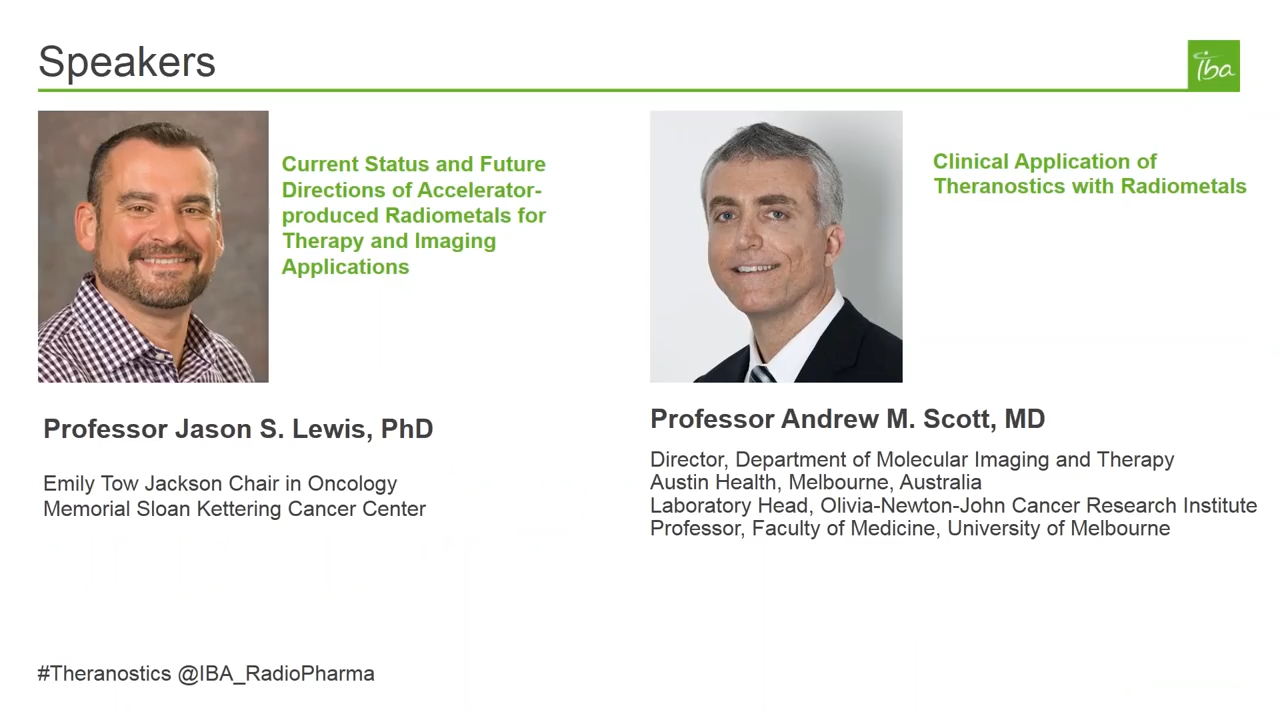 Speakers
iba
Current Status and Future
Directions of Accelerator-
produced Radiometals for
Therapy and Imaging
Applications
Clinical Application of
Theranostics with Radiometals
Professor Jason S. Lewis, PhD
Emily Tow Jackson Chair in Oncology
Memorial Sloan Kettering Cancer Center
Professor Andrew M. Scott, MD
Director, Department of Molecular Imaging and Therapy
Austin Health, Melbourne, Australia
Laboratory Head, Olivia-Newton-John Cancer Research Institute
Professor, Faculty of Medicine, University of Melbourne
#Theranostics @IBA_RadioPharma